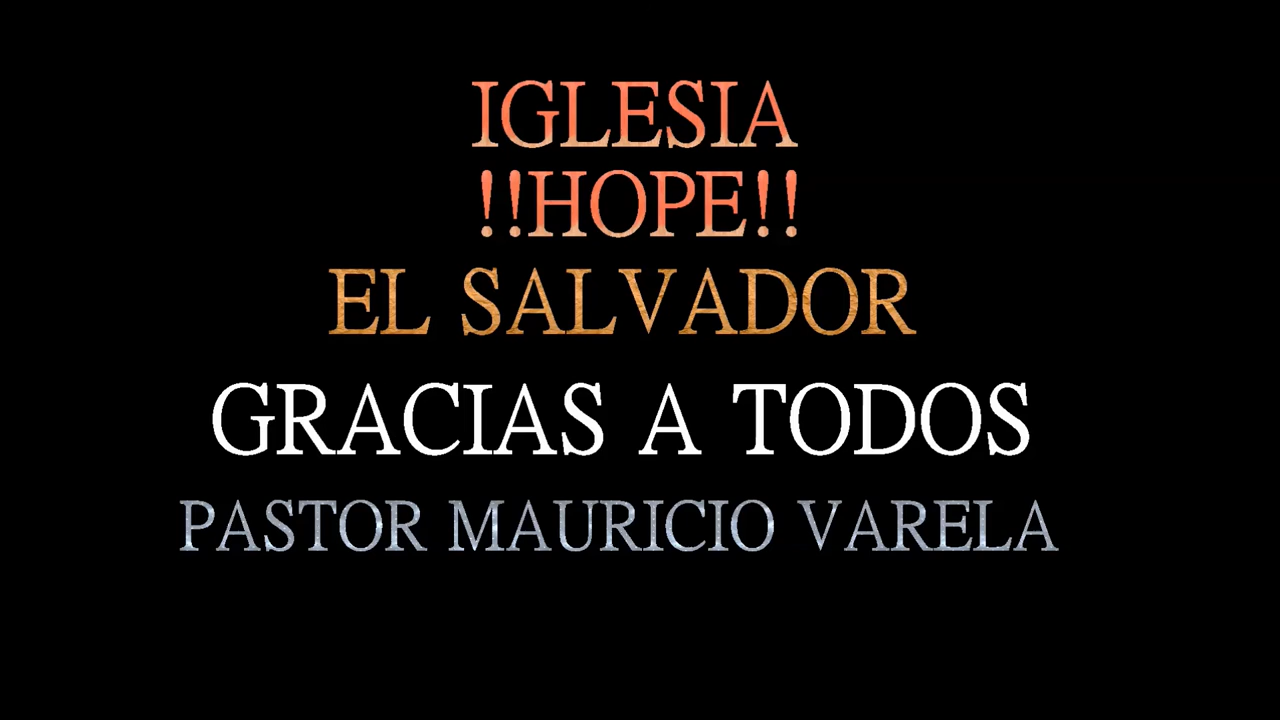 IGLESIA
!!HOPE!!
EL SALVADOR
GRACIAS A TODOS
PASTOR MAURICIO VARELA